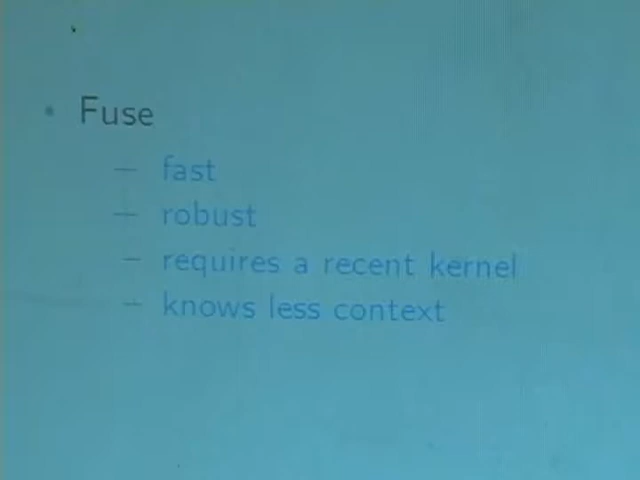 • Fuse
– fast
– robust
– requires a recent kernel
– knows less context